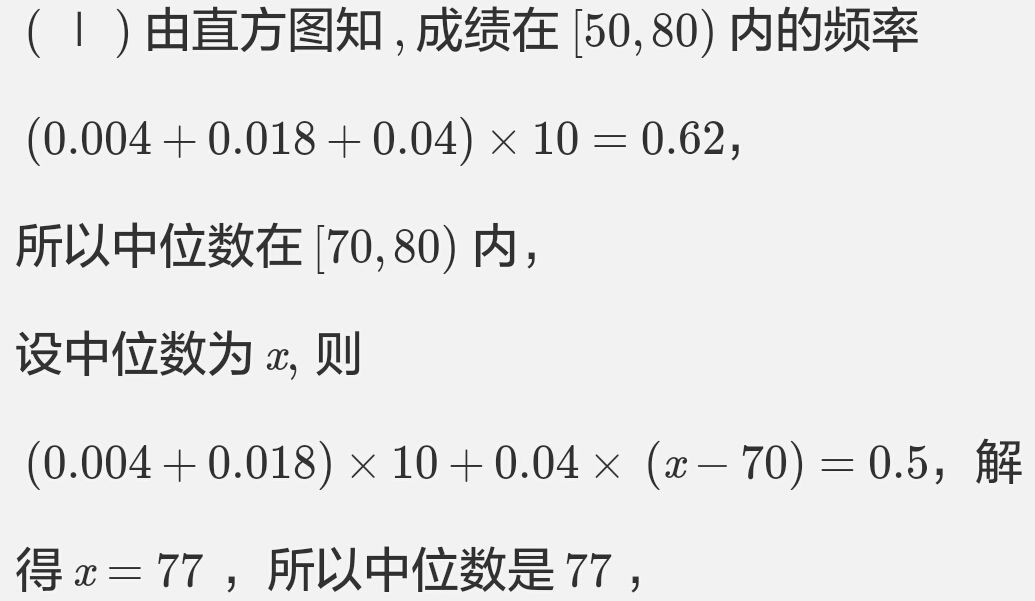 ( | ) 由直方图知 , 成绩在 [50, 80) 内的频率
(0.004 + 0.018 + 0.04) × 10 = 0.62,
所以中位数在 [70, 80) 内，
设中位数为 x, 则
(0.004 + 0.018) × 10 + 0.04 × (x − 70) = 0.5，解
得 x = 77 ，所以中位数是 77 ，